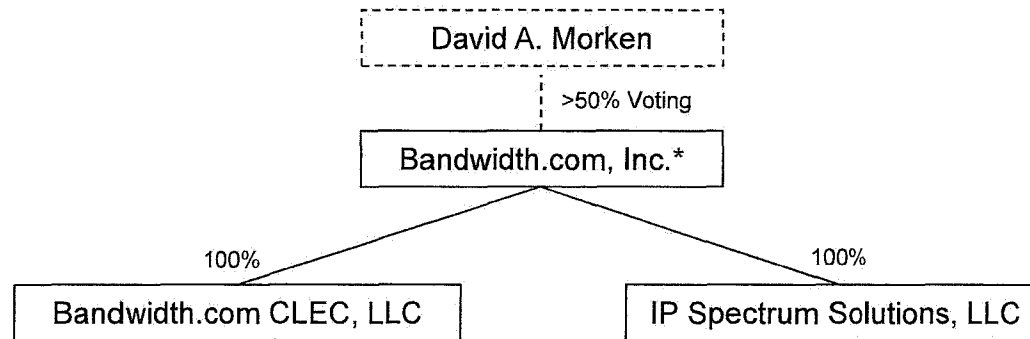 David A. Morken
>50% Voting
Bandwidth.com, Inc.*
100%
100%
Bandwidth.com CLEC, LLC
IP Spectrum Solutions, LLC